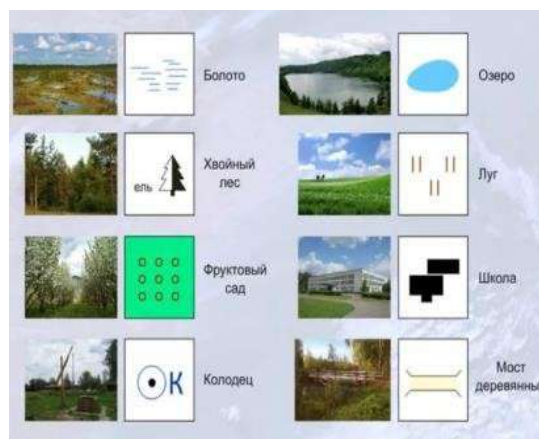 Болото
Озеро
ель
Хвойный
лес
Луг
Фруктовый
сад
Школа
К
Колодец
Мост
деревянны